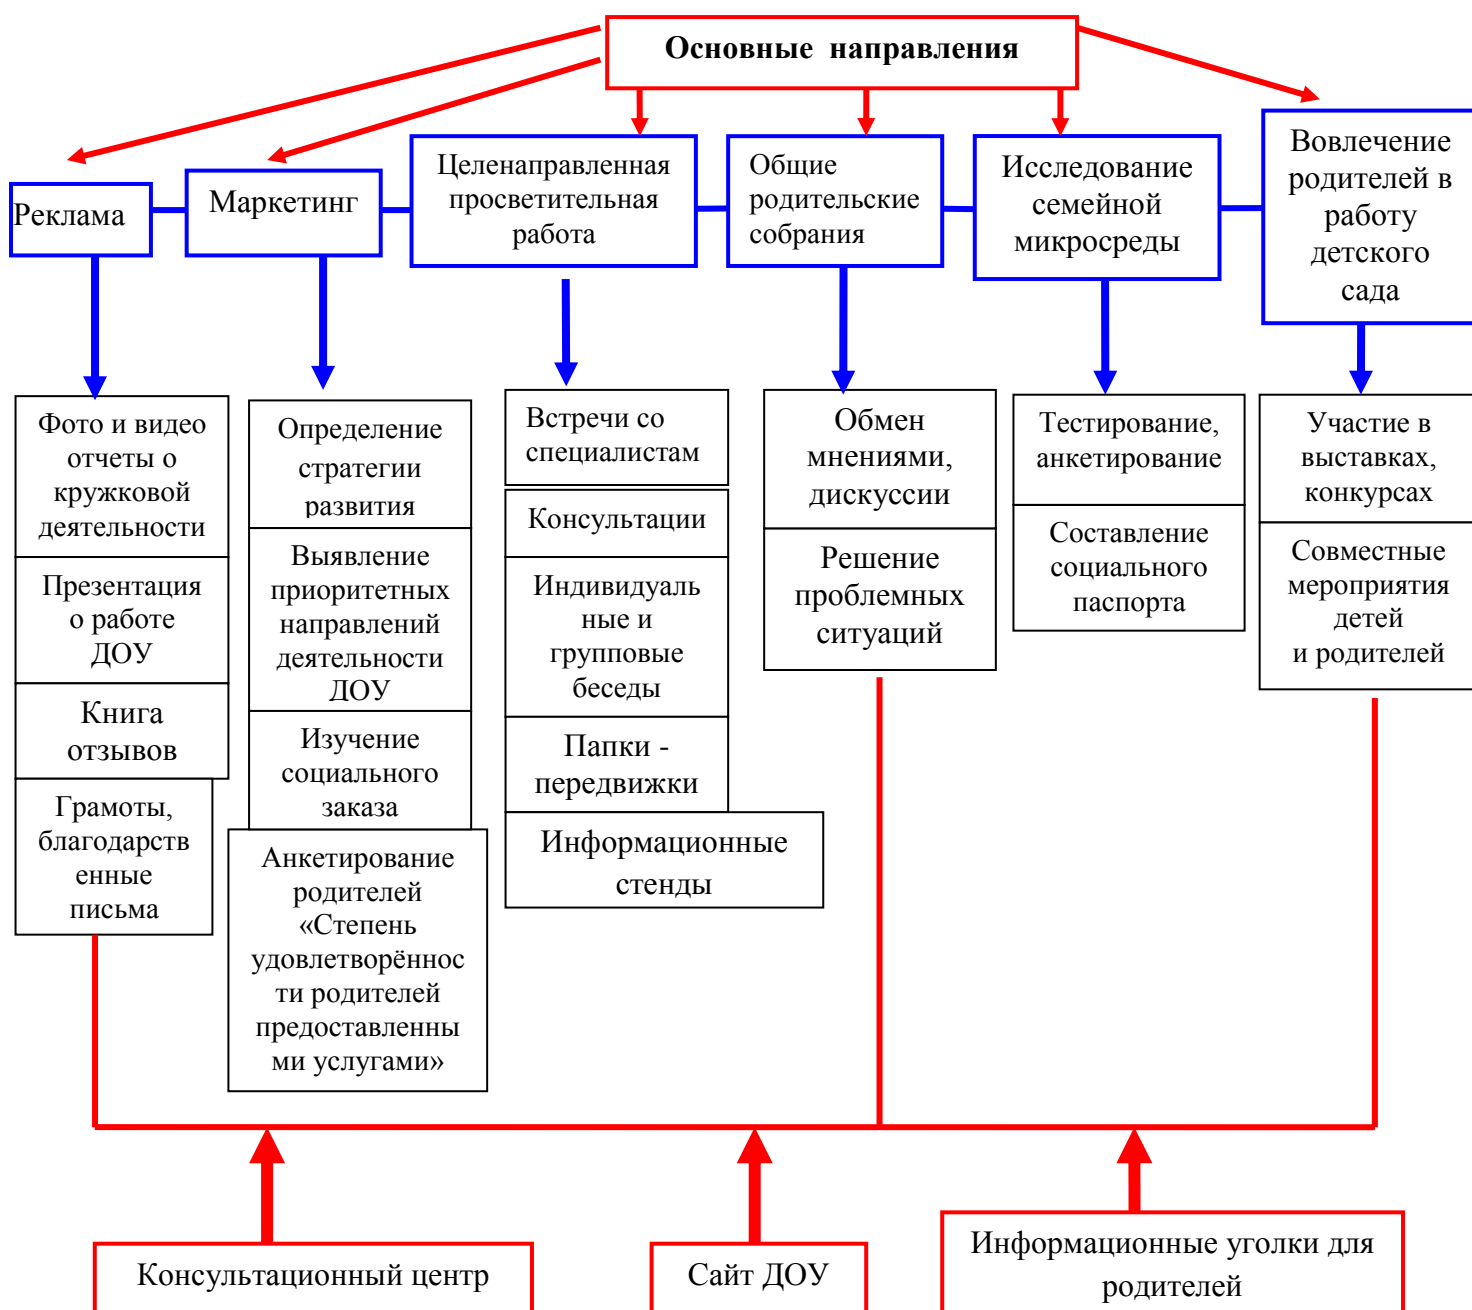 Основные направления
Реклама
Маркетинг
Целенаправленная
просветительная
работа
Общие
родительские
собрания
Исследование
семейной
микросреды
Вовлечение
родителей в
работу
детского
сада
Фото и видео
отчеты о
кружковой
деятельности
Презентация
о работе
ДОУ
Книга
отзывов
Грамоты,
благодарств
енные
письма
Определение
стратегии
развития
Выявление
приоритетных
направлений
деятельности
ДОУ
Изучение
социального
заказа
Анкетирование
родителей
«Степень
удовлетворённос
ти родителей
предоставленны
ми услугами»
Встречи со
специалистам
Консультации
Индивидуаль
ные и
групповые
беседы
Папки -
передвижки
Информационные
стенды
Обмен
мнениями,
дискуссии
Решение
проблемных
ситуаций
Тестирование,
анкетирование
Составление
социального
паспорта
Участие в
выставках,
конкурсах
Совместные
мероприятия
детей
и родителей
Консультационный центр
Сайт ДОУ
Информационные уголки для
родителей